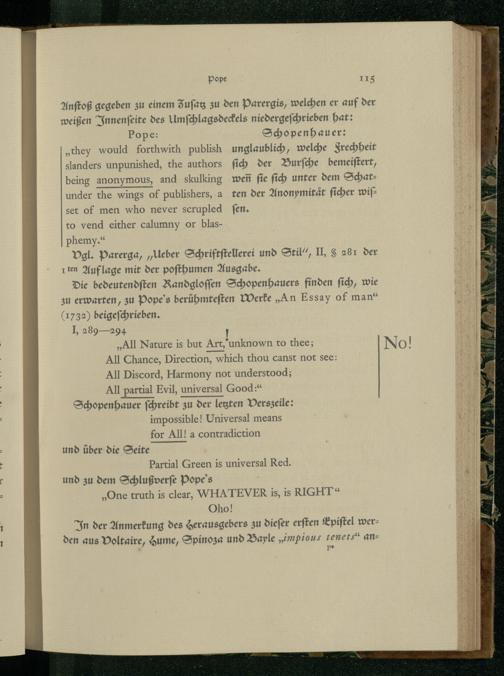 Pope 115
Anstoß gegeben zu einem Zusatz zu den Parergis, welchen er auf der
weißen Innenseite des Umschlagsdeckels niedergeschrieben hat:
Pope: Schopenhauer:
„they would forthwith publish unglaublich, welche Frechheit
slanders unpunished, the authors sich der Bursche bemeistert,
being anonymous, and skulking weñ sie sich unter dem Schat-
under the wings of publishers, a ten der Anonymität sicher wis-
set of men who never scrupled sen.
to vend either calumny or blas-
phemy.“
Vgl. Parerga, „Ueber Schriftstellerei und Stil“, II, § 281 der
1ten Auflage mit der posthumen Ausgabe.
Die bedeutendsten Randglossen Schopenhauers finden sich, wie
zu erwarten, zu Pope's berühmtesten Werke „An Essay of man“
(1732) beigeschrieben.
I, 289—294
!
„All Nature is but Art, unknown to thee; No!
All Chance, Direction, which thou canst not see:
All Discord, Harmony not understood;
All partial Evil, universal Good:“
Schopenhauer schreibt zu der letzten Verszeile:
impossible! Universal means
for All! a contradiction
und über die Seite
Partial Green is universal Red.
und zu dem Schlußverse Pope's
„One truth is clear, WHATEVER is, is RIGHT“
Oho!
In der Anmerkung des Herausgebers zu dieser ersten Epistel wer-
den aus Voltaire, Hume, Spinoza und Bayle „impious tenets“ an-